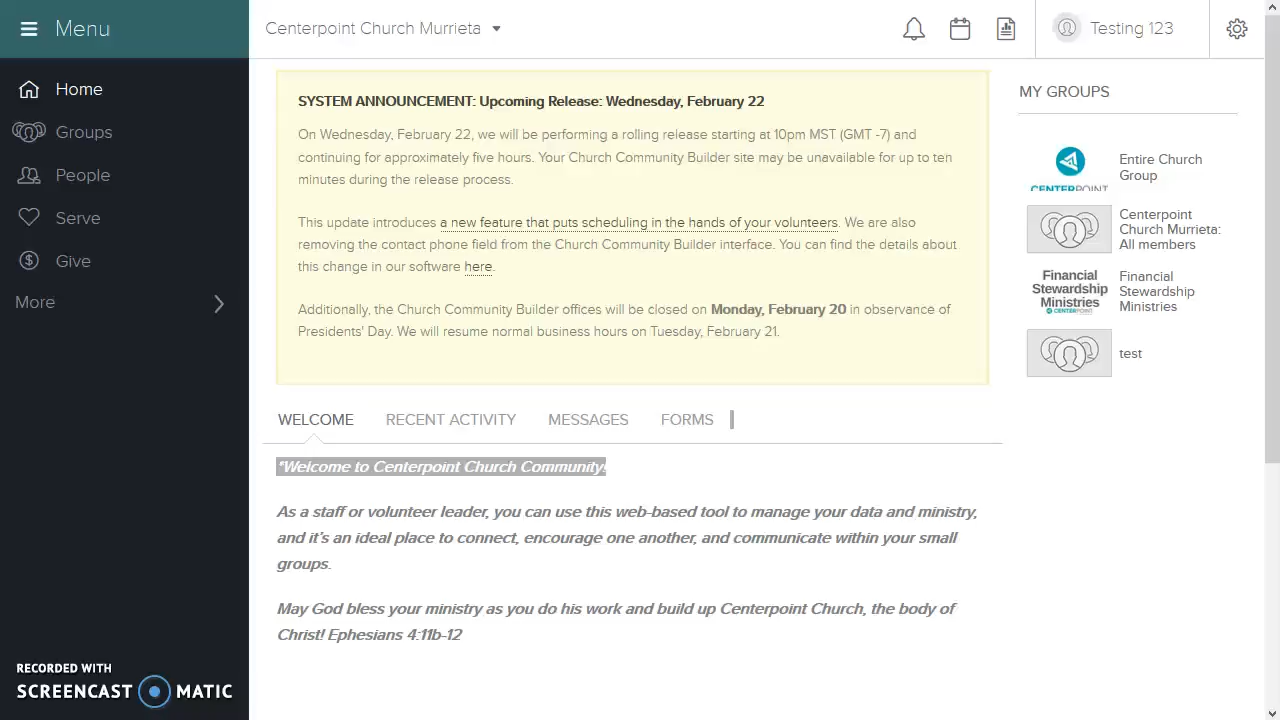 Menu
Centerpoint Church Murrieta
Testing 123
Home
Groups
People
Serve
Give
More
SYSTEM ANNOUNCEMENT: Upcoming Release: Wednesday, February 22
On Wednesday, February 22, we will be performing a rolling release starting at 10pm MST (GMT -7) and
continuing for approximately five hours. Your Church Community Builder site may be unavailable for up to ten
minutes during the release process.
This update introduces a new feature that puts scheduling in the hands of your volunteers. We are also
removing the contact phone field from the Church Community Builder interface. You can find the details about
this change in our software here.
Additionally, the Church Community Builder offices will be closed on Monday, February 20 in observance of
Presidents' Day. We will resume normal business hours on Tuesday, February 21.
MY GROUPS
CENTERPOINT
Entire Church
Group
Centerpoint
Church Murrieta:
All members
Financial
Stewardship
Ministries
CENTERPOINT
Financial
Stewardship
Ministries
test
WELCOME
RECENT ACTIVITY
MESSAGES
FORMS
*Welcome to Centerpoint Church Community!
As a staff or volunteer leader, you can use this web-based tool to manage your data and ministry,
and it's an ideal place to connect, encourage one another, and communicate within your small
groups.
May God bless your ministry as you do his work and build up Centerpoint Church, the body of
Christ! Ephesians 4:11b-12
RECORDED WITH
SCREENCAST MATIC